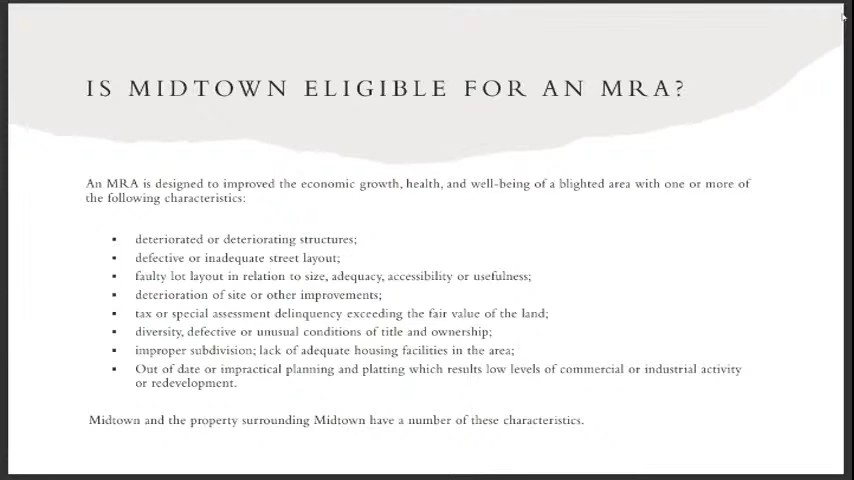 IS MIDTOWN ELIGIBLE FOR AN MRA?
An MRA is designed to improved the economic growth, health, and well-being of a blighted area with one or more of
the following characteristics:
▪ deteriorated or deteriorating structures;
▪ defective or inadequate street layout;
▪ faulty lot layout in relation to size, adequacy, accessibility or usefulness;
▪ deterioration of site or other improvements;
▪ tax or special assessment delinquency exceeding the fair value of the land;
▪ diversity, defective or unusual conditions of title and ownership;
▪ improper subdivision; lack of adequate housing facilities in the area;
▪ Out of date or impractical planning and platting which results low levels of commercial or industrial activity
or redevelopment.
Midtown and the property surrounding Midtown have a number of these characteristics.